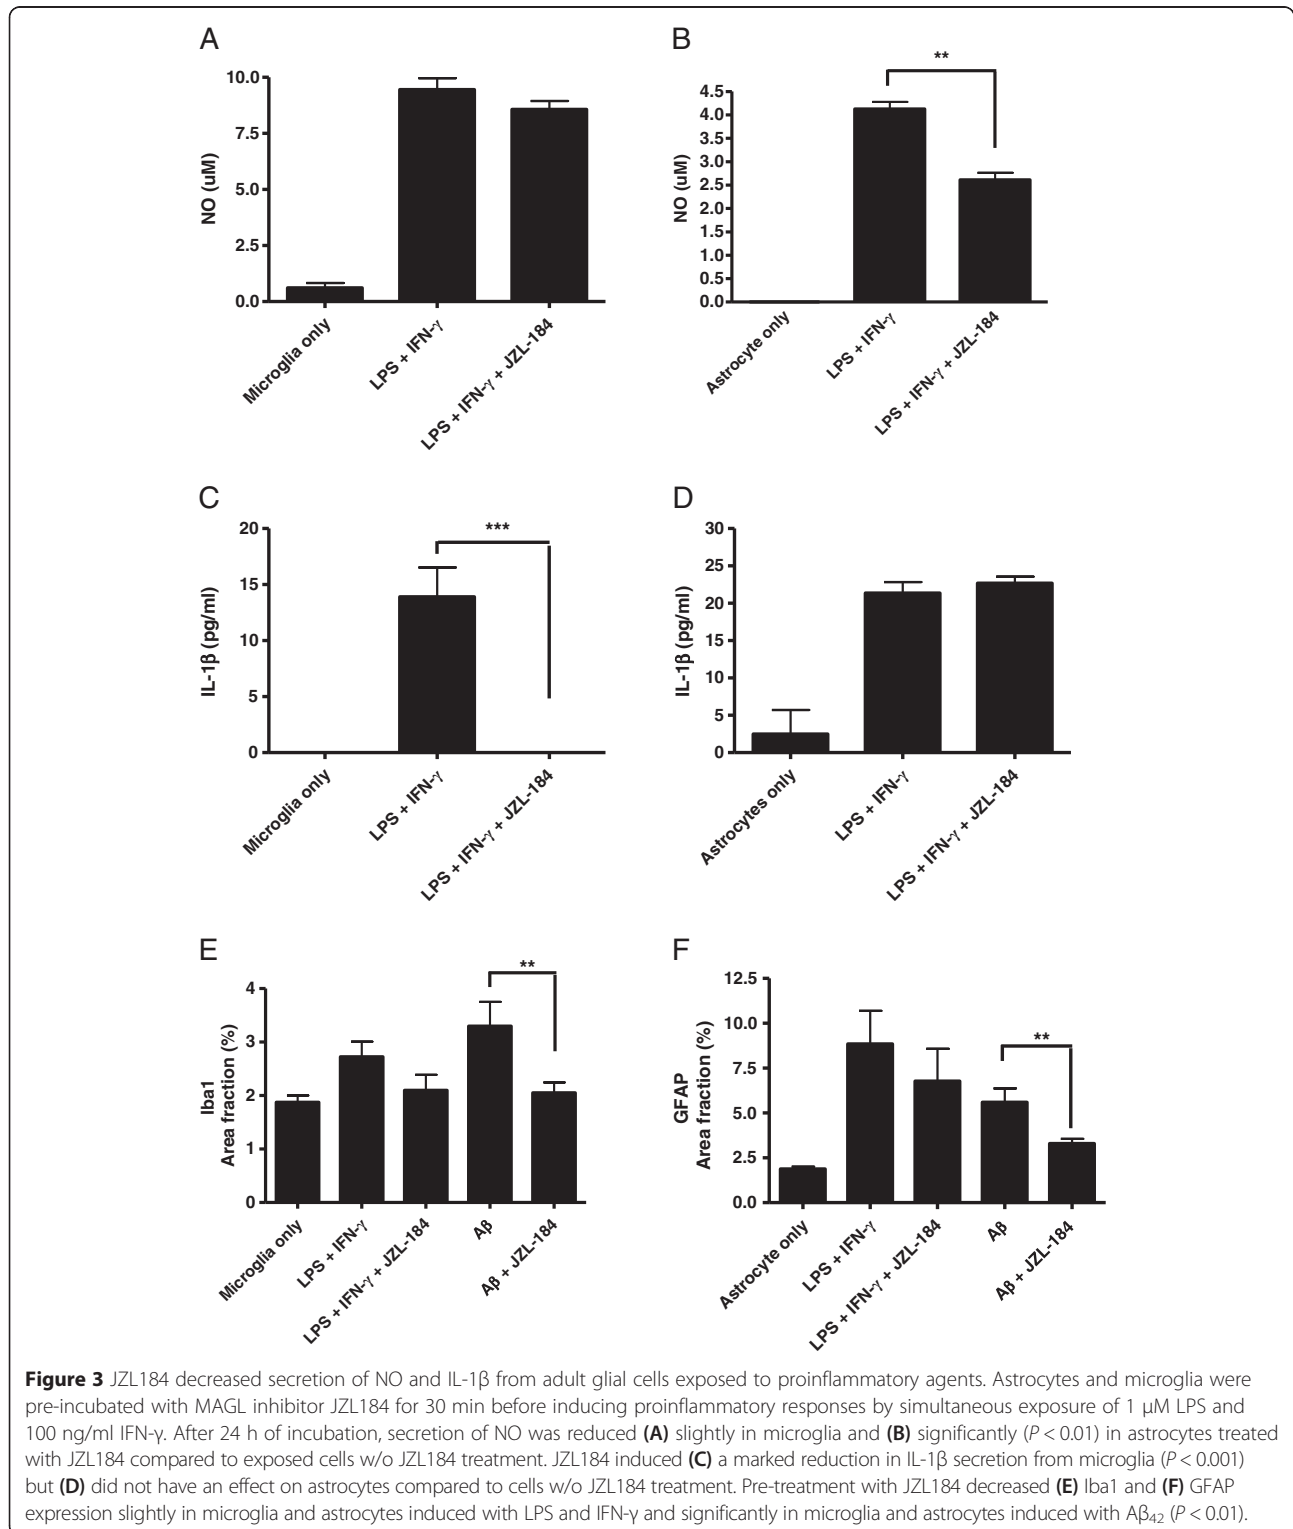 A
NO (uM)
10.0
7.5
5.0
2.5
0.0
Microglia only
LPS + IFN-γ
LPS + IFN-γ + JZL-184
B
**
NO (uM)
4.5
4.0
3.5
3.0
2.5
2.0
1.5
1.0
0.5
0.0
Astrocyte only
LPS + IFN-γ
LPS + IFN-γ + JZL-184
C
***
IL-1β (pg/ml)
20
15
10
5
0
Microglia only
LPS + IFN-γ
LPS + IFN-γ + JZL-184
D
IL-1β (pg/ml)
30
25
20
15
10
5
0
Astrocytes only
LPS + IFN-γ
LPS + IFN-γ + JZL-184
E
**
Iba1
Area fraction (%)
4
3
2
1
0
Microglia only
LPS + IFN-γ
LPS + IFN-γ + JZL-184
Aβ
Aβ + JZL-184
F
**
GFAP
Area fraction (%)
12.5
10.0
7.5
5.0
2.5
0.0
Astrocyte only
LPS + IFN-γ
LPS + IFN-γ + JZL-184
Aβ
Aβ + JZL-184
Figure 3 JZL184 decreased secretion of NO and IL-1β from adult glial cells exposed to proinflammatory agents. Astrocytes and microglia were
pre-incubated with MAGL inhibitor JZL184 for 30 min before inducing proinflammatory responses by simultaneous exposure of 1 μM LPS and
100 ng/ml IFN-γ. After 24 h of incubation, secretion of NO was reduced (A) slightly in microglia and (B) significantly (P < 0.01) in astrocytes treated
with JZL184 compared to exposed cells w/o JZL184 treatment. JZL184 induced (C) a marked reduction in IL-1β secretion from microglia (P < 0.001)
but (D) did not have an effect on astrocytes compared to cells w/o JZL184 treatment. Pre-treatment with JZL184 decreased (E) Iba1 and (F) GFAP
expression slightly in microglia and astrocytes induced with LPS and IFN-γ and significantly in microglia and astrocytes induced with Aβ₄₂ (P < 0.01).